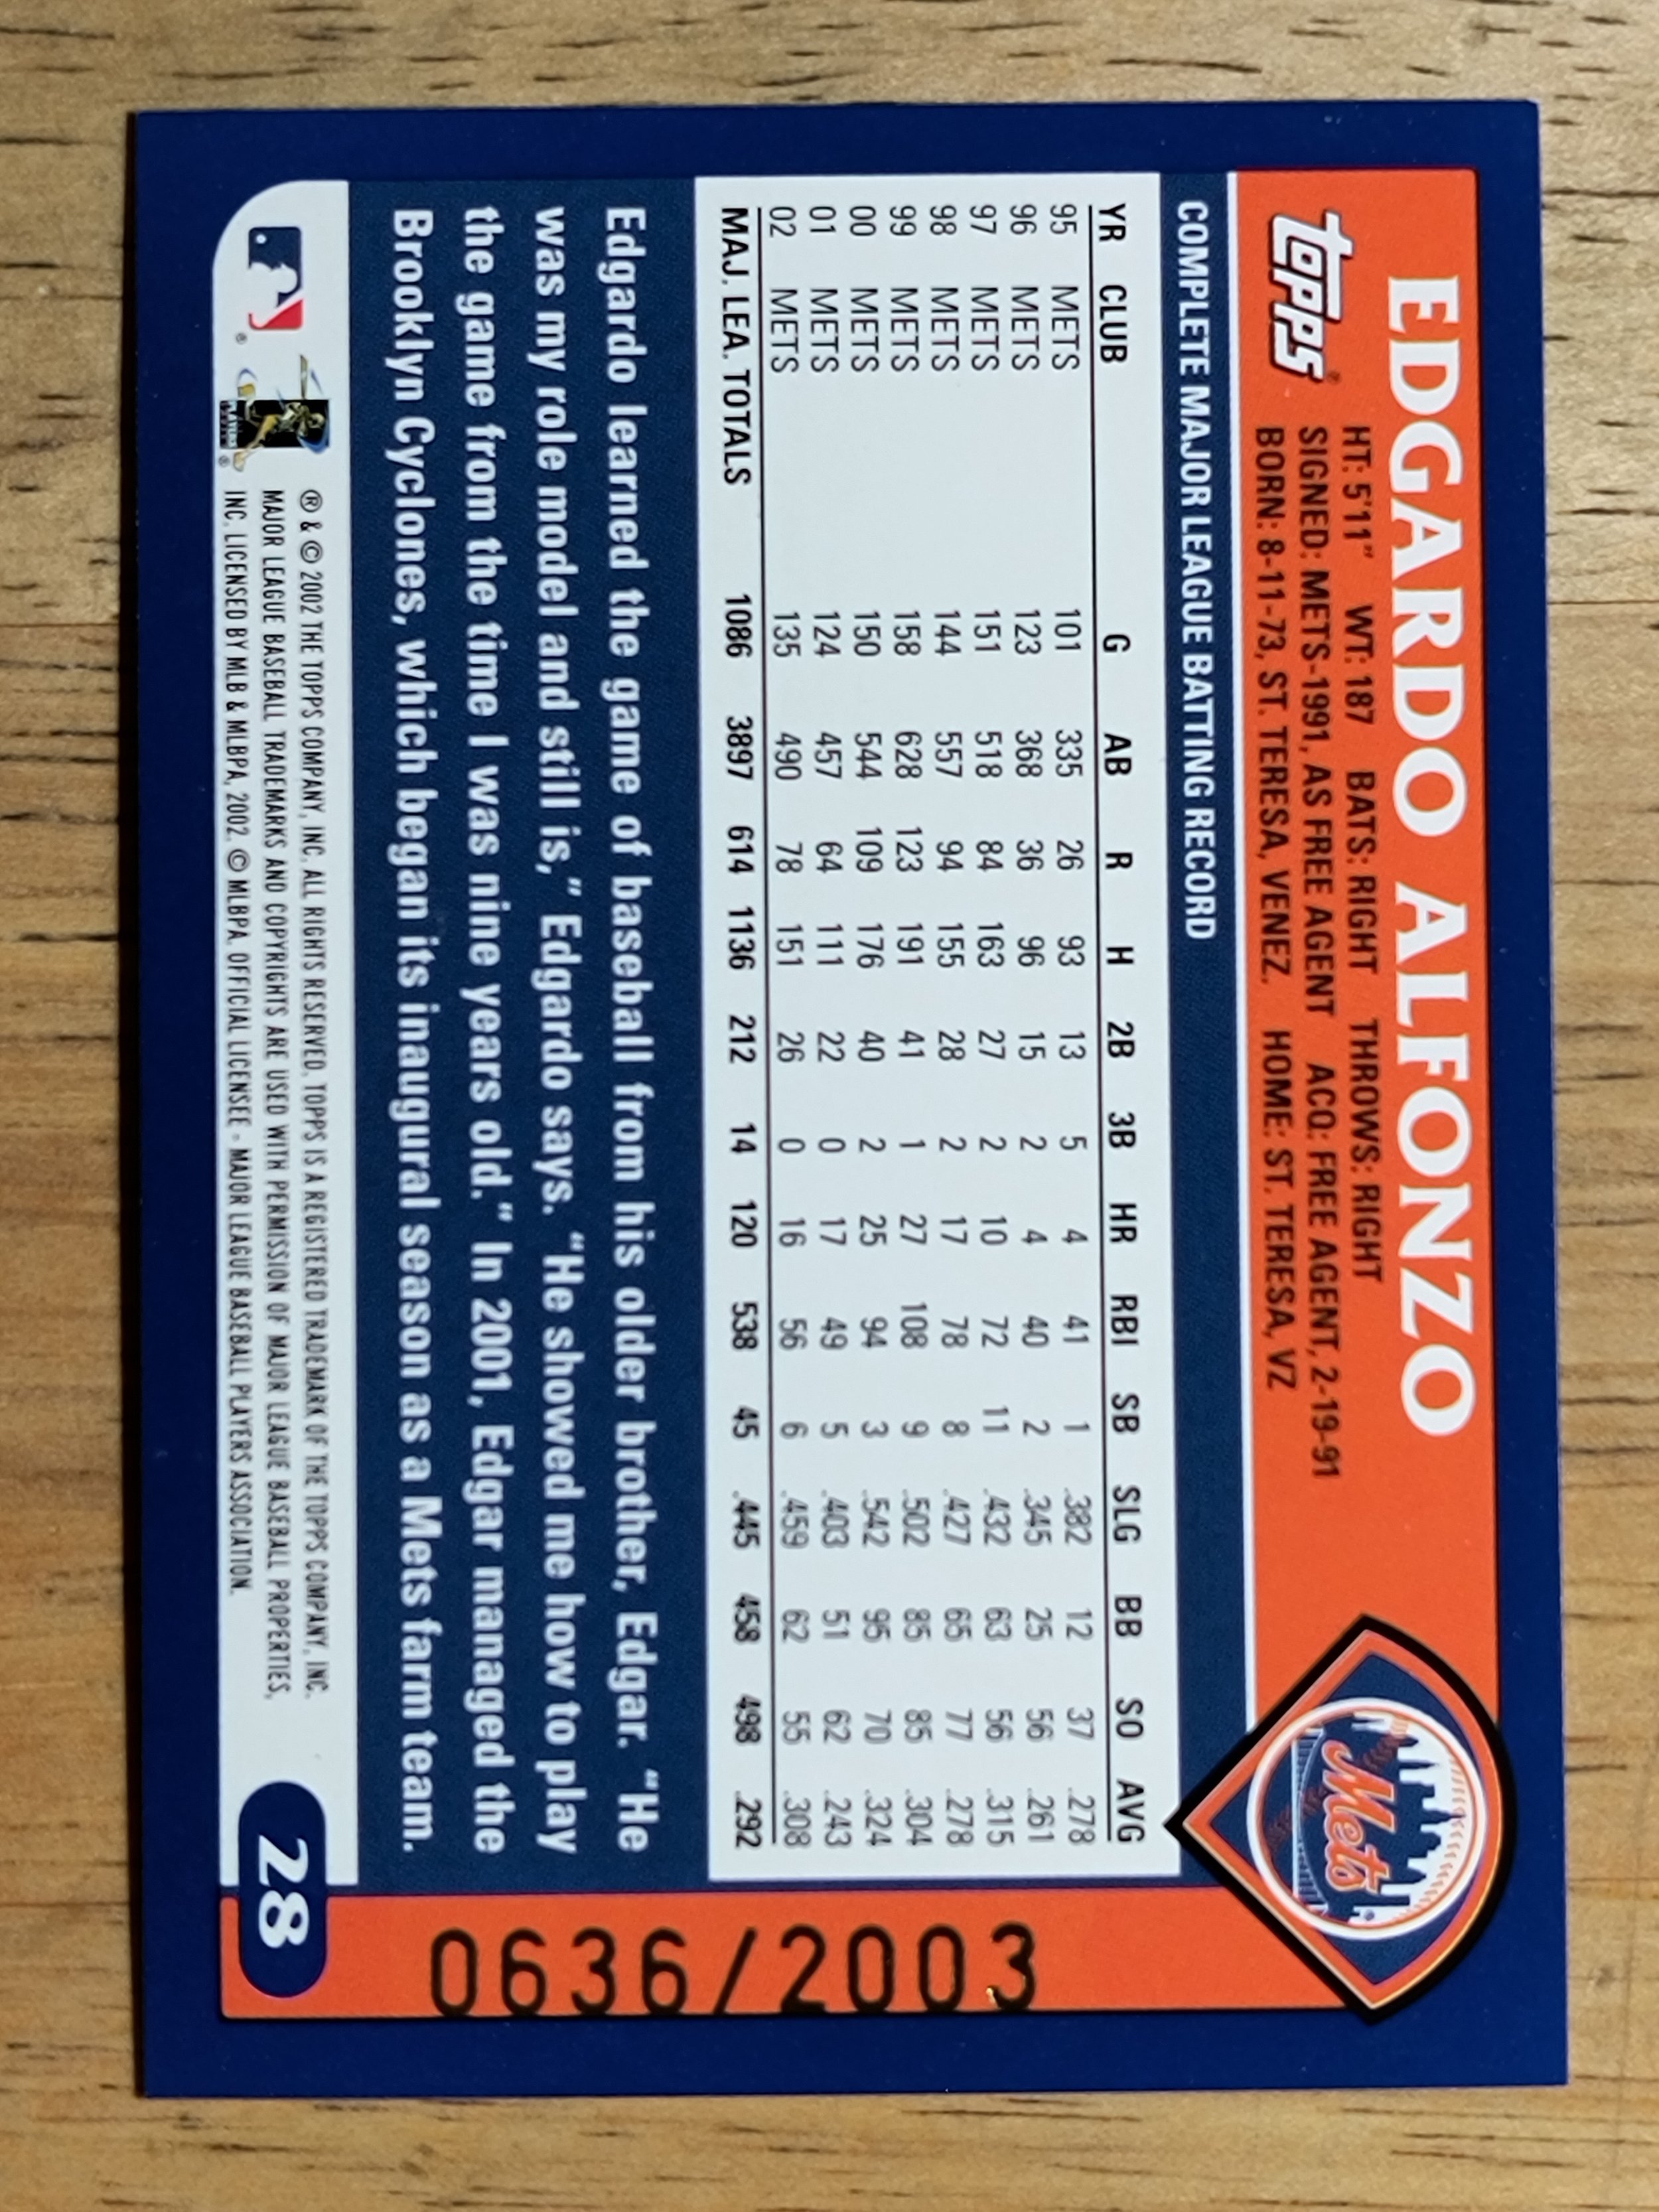 EDGARDO ALFONZO
topps®
HT: 5'11" WT: 187 BATS: RIGHT THROWS: RIGHT
SIGNED: METS-1991, AS FREE AGENT ACQ: FREE AGENT, 2-19-91
BORN: 8-11-73, ST. TERESA, VENEZ. HOME: ST. TERESA, VZ
Mets
COMPLETE MAJOR LEAGUE BATTING RECORD
YR CLUB G AB R H 2B 3B HR RBI SB SLG BB SO AVG
95 METS 101 335 26 93 13 5 4 41 1 .382 12 37 .278
96 METS 123 368 36 96 15 2 4 40 2 .345 25 56 .261
97 METS 151 518 84 163 27 2 10 72 11 .432 63 56 .315
98 METS 144 557 94 155 28 2 17 78 8 .427 65 77 .278
99 METS 158 628 123 191 41 1 27 108 9 .502 85 85 .304
00 METS 150 544 109 176 40 2 25 94 3 .542 95 70 .324
01 METS 124 457 64 111 22 0 17 49 5 .403 51 62 .243
02 METS 135 490 78 151 26 0 16 56 6 .459 62 55 .308
MAJ. LEA. TOTALS 1086 3897 614 1136 212 14 120 538 45 .445 458 498 .292
Edgardo learned the game of baseball from his older brother, Edgar. "He
was my role model and still is," Edgardo says. "He showed me how to play
the game from the time I was nine years old." In 2001, Edgar managed the
Brooklyn Cyclones, which began its inaugural season as a Mets farm team.
® & © 2002 THE TOPPS COMPANY, INC. ALL RIGHTS RESERVED. TOPPS IS A REGISTERED TRADEMARK OF THE TOPPS COMPANY, INC.
MAJOR LEAGUE BASEBALL TRADEMARKS AND COPYRIGHTS ARE USED WITH PERMISSION OF MAJOR LEAGUE BASEBALL PROPERTIES,
INC. LICENSED BY MLB & MLBPA, 2002. © MLBPA. OFFICIAL LICENSEE - MAJOR LEAGUE BASEBALL PLAYERS ASSOCIATION.
28
0636/2003